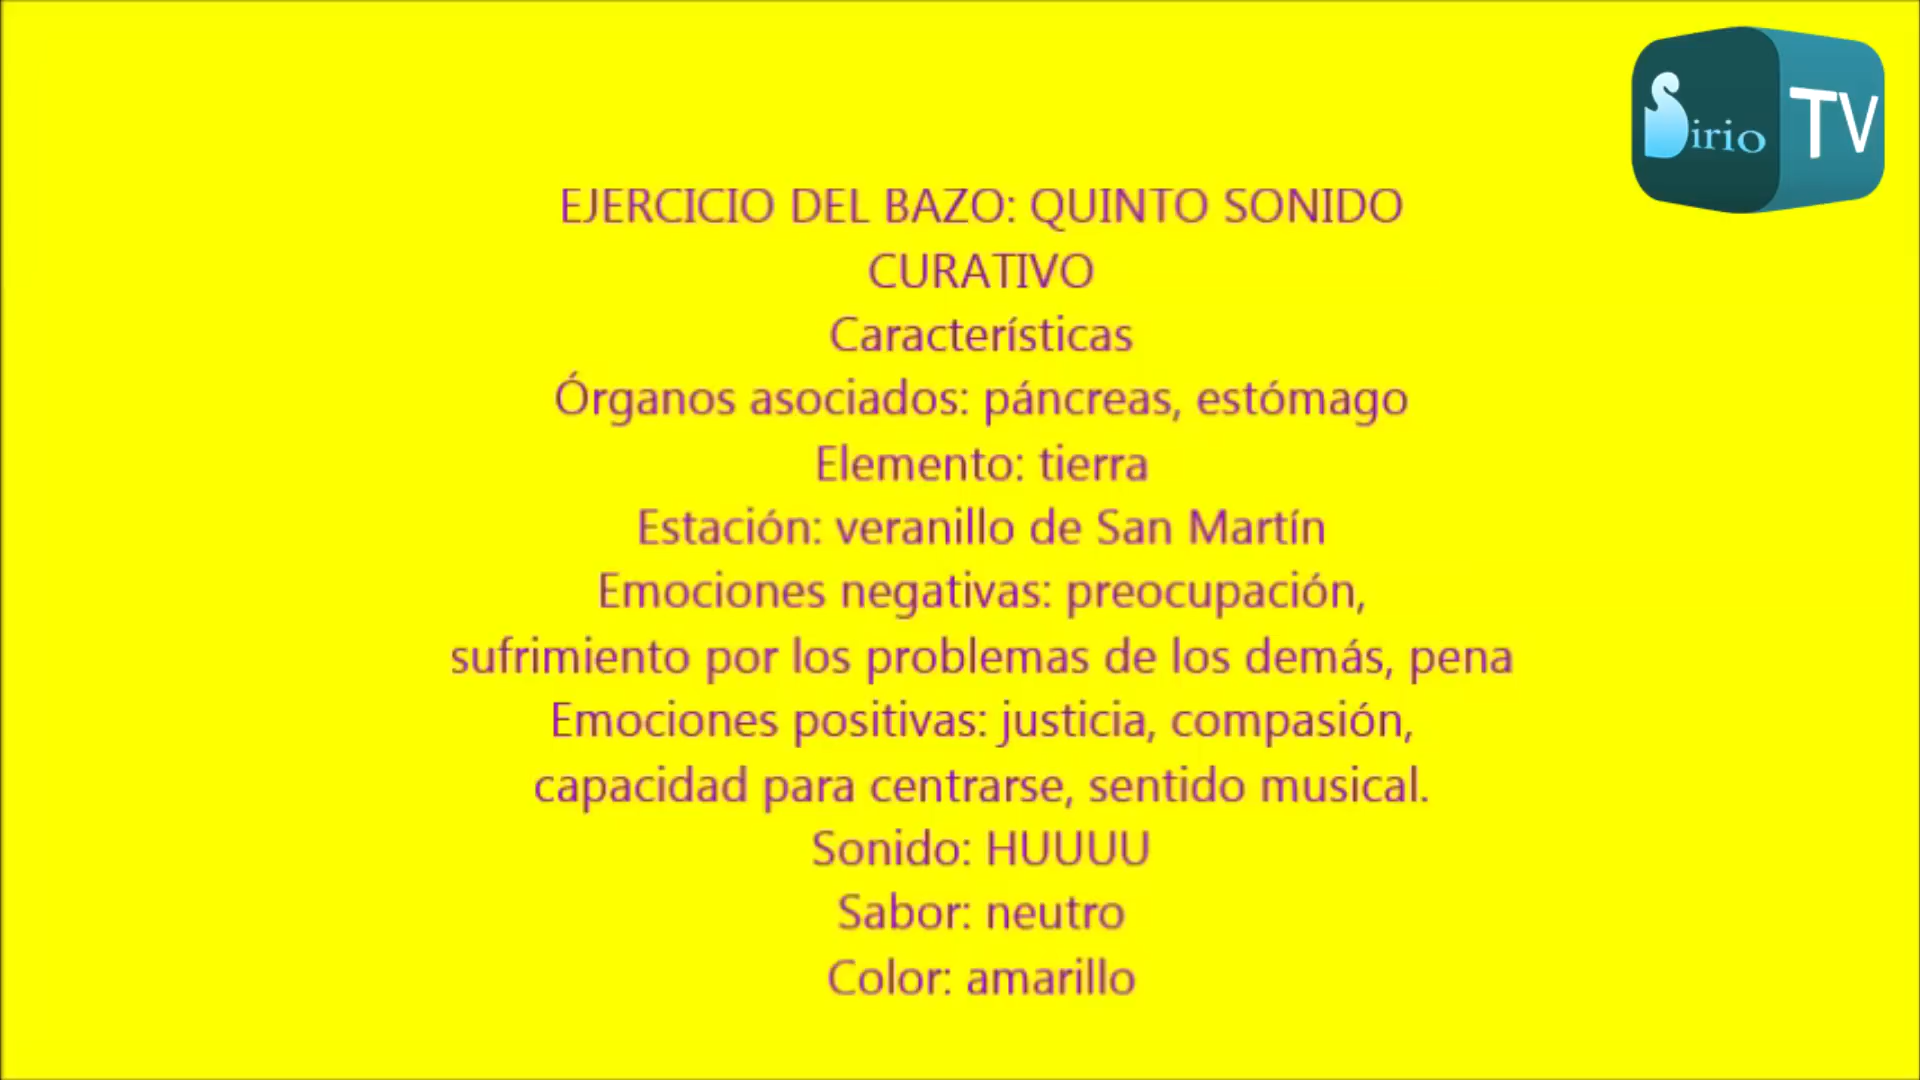 Sirio TV
EJERCICIO DEL BAZO: QUINTO SONIDO
CURATIVO
Características
Órganos asociados: páncreas, estómago
Elemento: tierra
Estación: veranillo de San Martín
Emociones negativas: preocupación,
sufrimiento por los problemas de los demás, pena
Emociones positivas: justicia, compasión,
capacidad para centrarse, sentido musical.
Sonido: HUUUU
Sabor: neutro
Color: amarillo